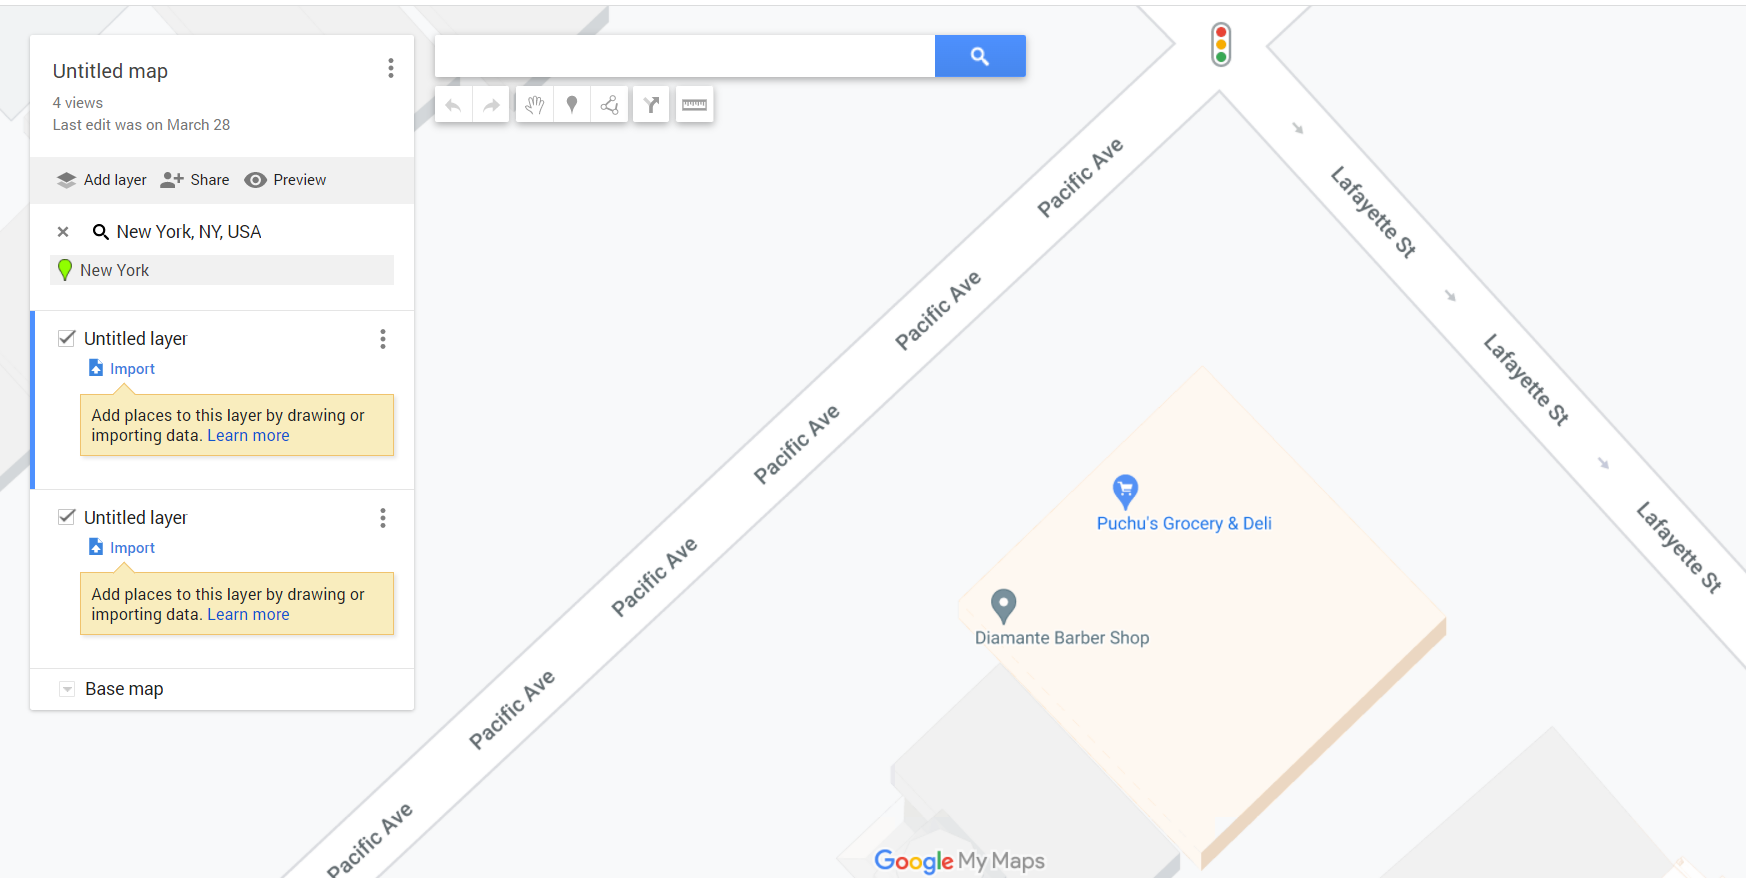 Untitled map
4 views
Last edit was on March 28
Add layer Share Preview
New York, NY, USA
New York
Untitled layer
Import
Add places to this layer by drawing or
importing data. Learn more
Untitled layer
Import
Add places to this layer by drawing or
importing data. Learn more
Base map
Pacific Ave
Pacific Ave
Pacific Ave
Pacific Ave
Pacific Ave
Pacific Ave
Lafayette St
Lafayette St
Lafayette St
Puchu's Grocery & Deli
Diamante Barber Shop
Google My Maps